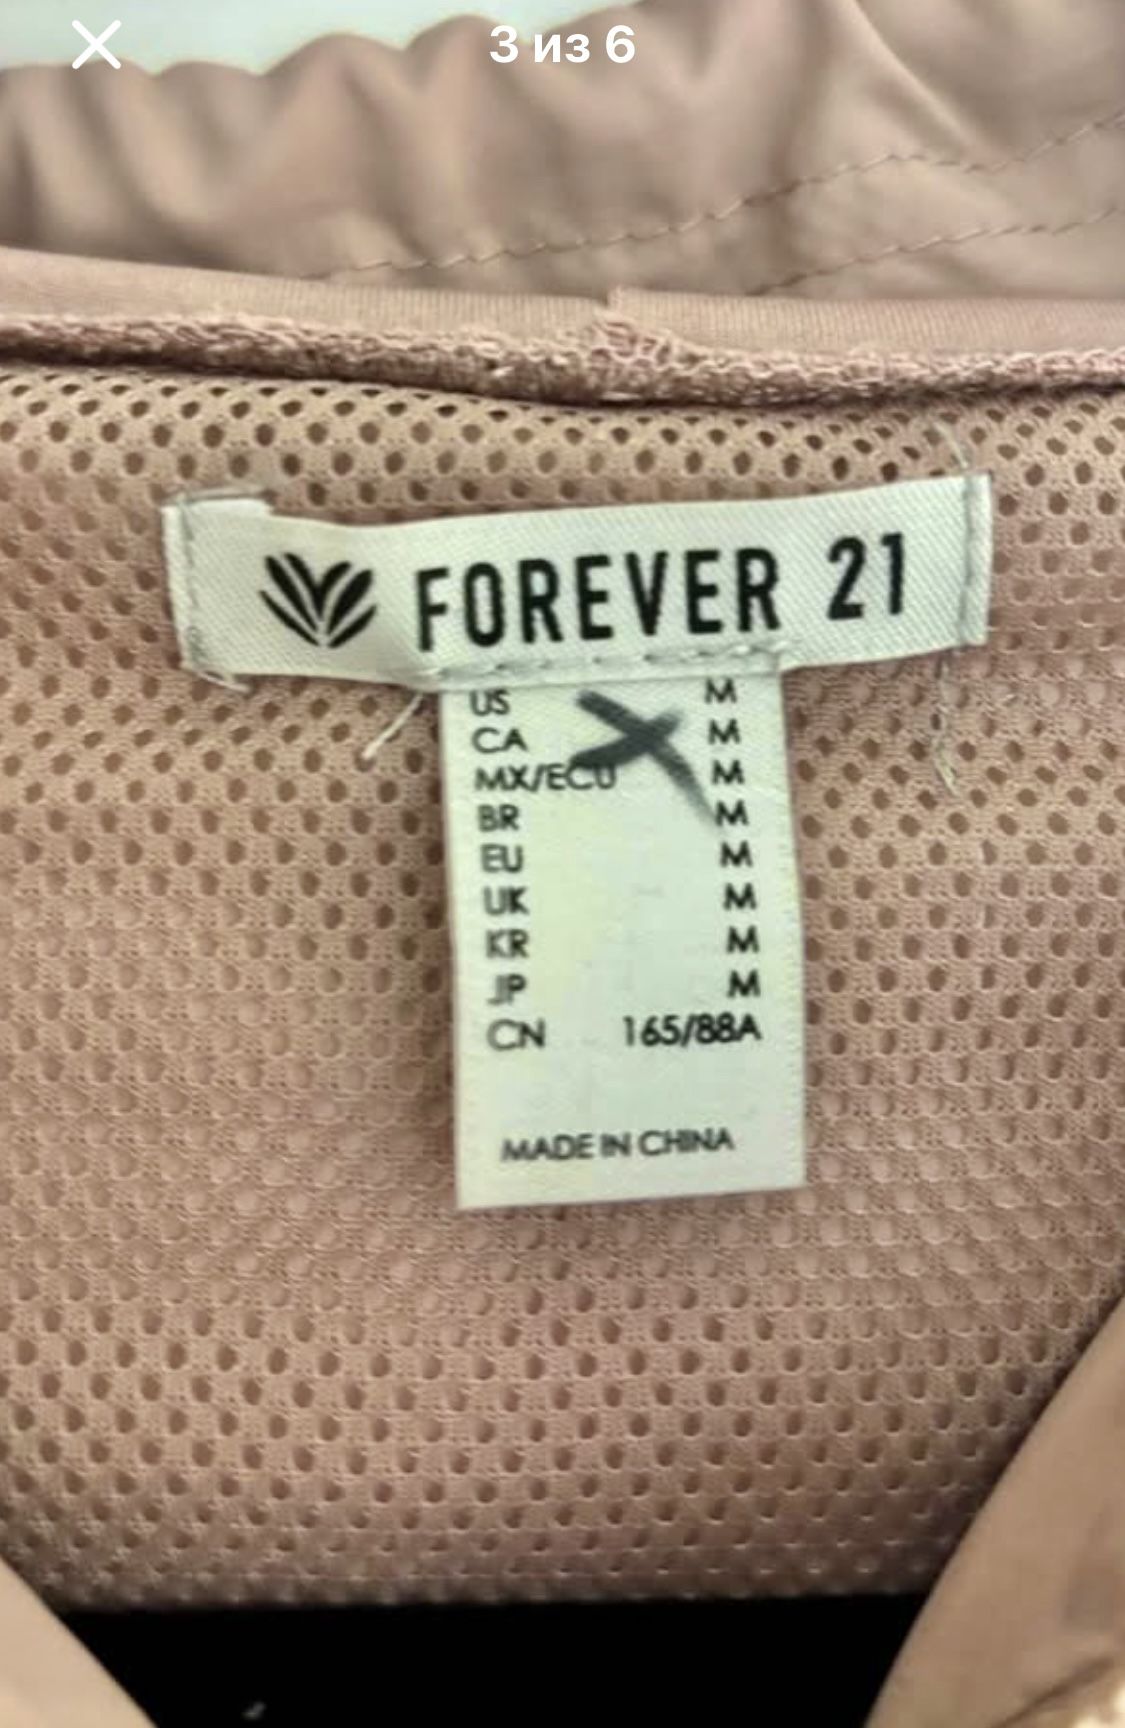 3 из 6
FOREVER 21
US M
CA M
MX/ECU M
BR M
EU M
UK M
KR M
JP M
CN 165/88A
MADE IN CHINA